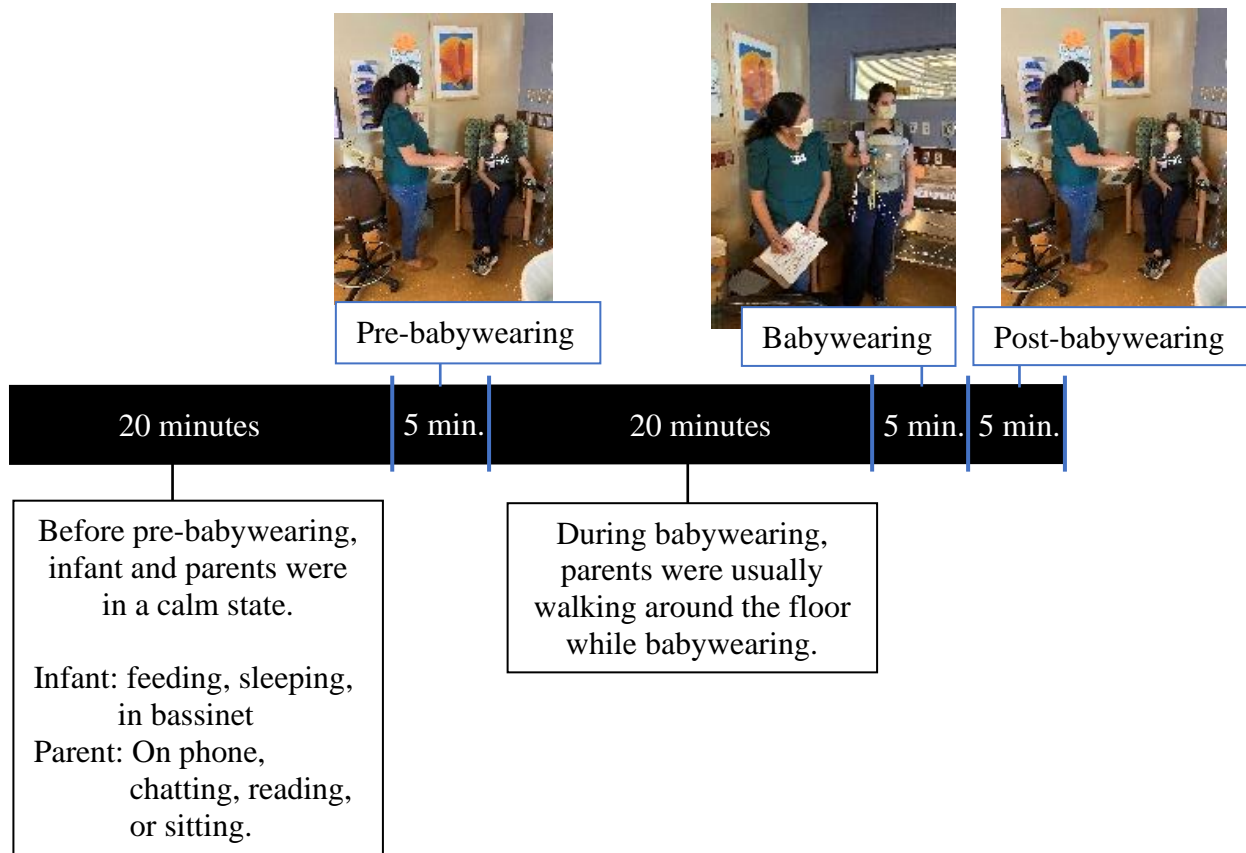 Pre-babywearing
Babywearing
Post-babywearing
20 minutes
5 min.
20 minutes
5 min.
5 min.
Before pre-babywearing,
infant and parents were
in a calm state.
Infant: feeding, sleeping,
in bassinet
Parent: On phone,
chatting, reading,
or sitting.
During babywearing,
parents were usually
walking around the floor
while babywearing.